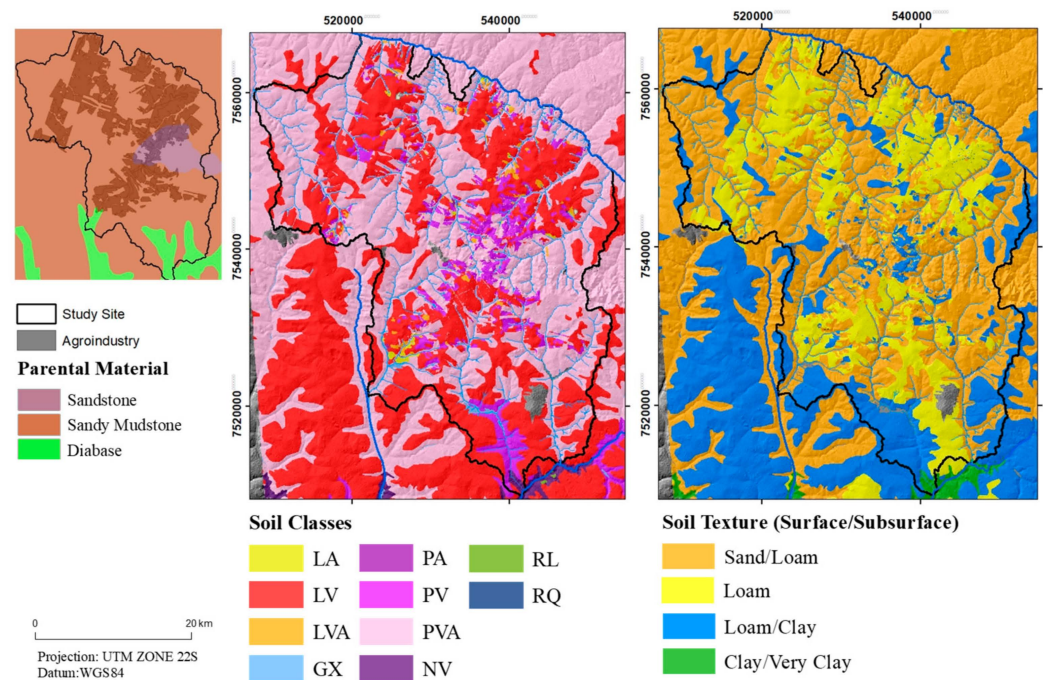 520000
540000
520000
540000
7560000
7540000
7520000
7560000
7540000
7520000
Study Site
Agroindustry
Parental Material
Sandstone
Sandy Mudstone
Diabase
0
20 km
Projection: UTM ZONE 22S
Datum:WGS84
Soil Classes
LA
PA
RL
LV
PV
RQ
LVA
PVA
GX
NV
Soil Texture (Surface/Subsurface)
Sand/Loam
Loam
Loam/Clay
Clay/Very Clay